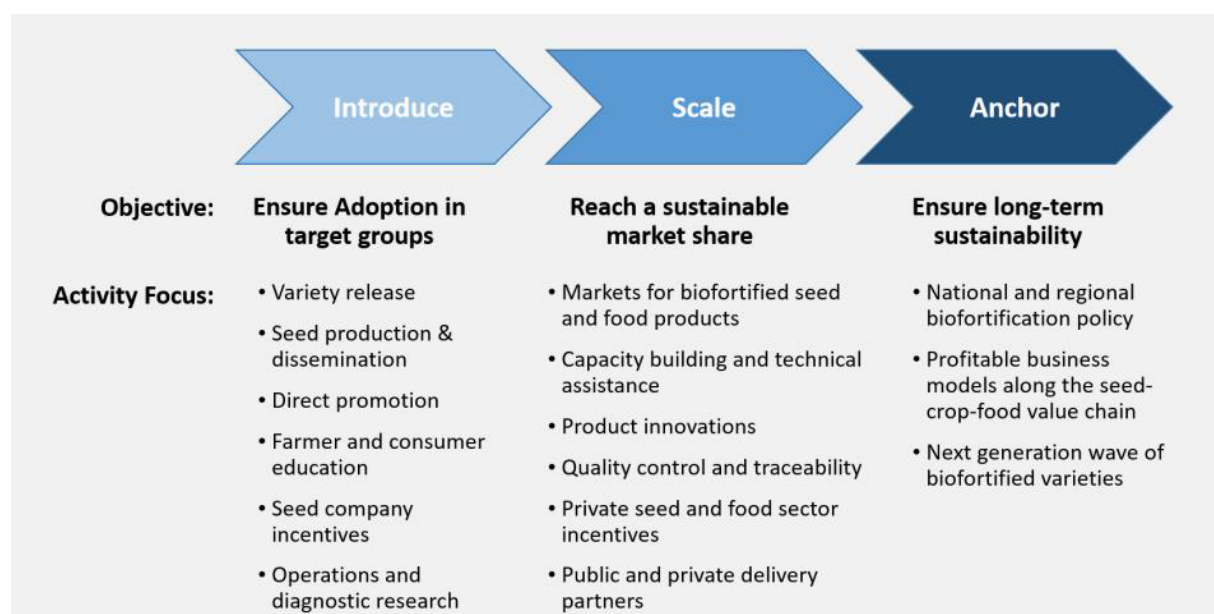 Introduce
Scale
Anchor
Objective:
Ensure Adoption in
target groups
Reach a sustainable
market share
Ensure long-term
sustainability
Activity Focus:
• Variety release
• Seed production &
dissemination
• Direct promotion
• Farmer and consumer
education
• Seed company
incentives
• Operations and
diagnostic research
• Markets for biofortified seed
and food products
• Capacity building and technical
assistance
• Product innovations
• Quality control and traceability
• Private seed and food sector
incentives
• Public and private delivery
partners
• National and regional
biofortification policy
• Profitable business
models along the seed-
crop-food value chain
• Next generation wave of
biofortified varieties